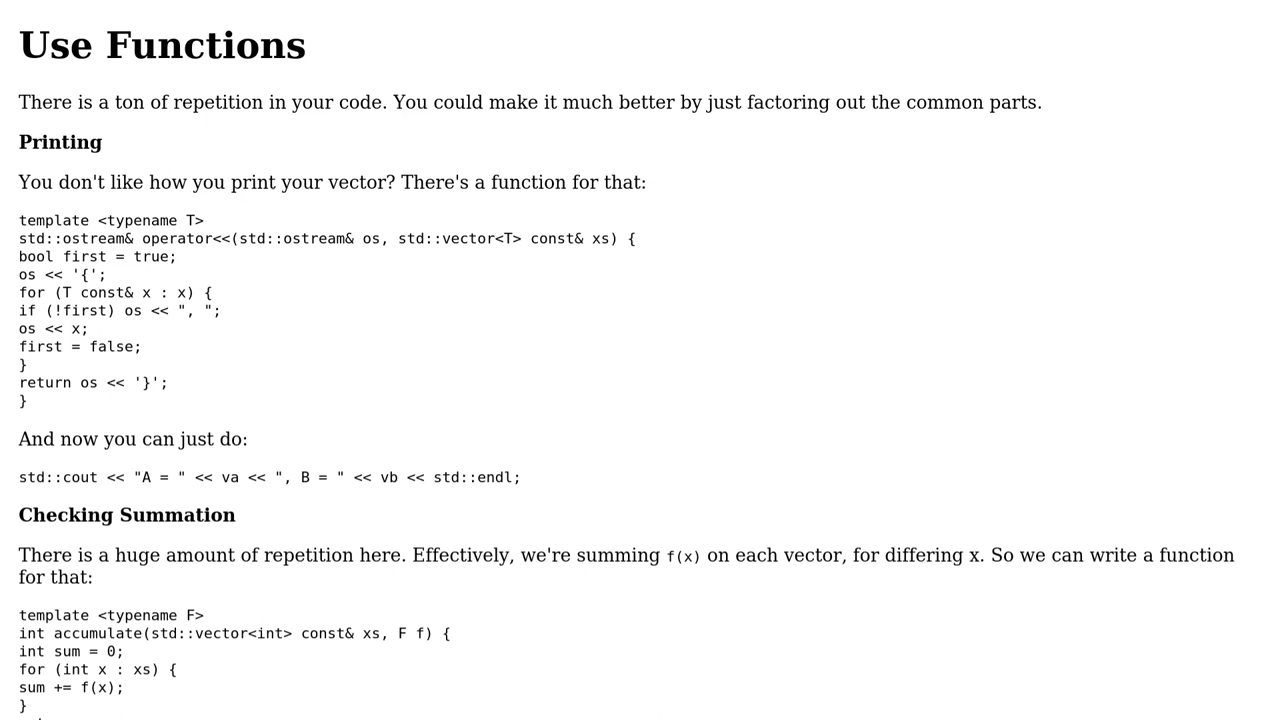 Use Functions
There is a ton of repetition in your code. You could make it much better by just factoring out the common parts.
Printing
You don't like how you print your vector? There's a function for that:
template <typename T>
std::ostream& operator<<(std::ostream& os, std::vector<T> const& xs) {
bool first = true;
os << '{';
for (T const& x : x) {
if (!first) os << ", ";
os << x;
first = false;
}
return os << '}';
}
And now you can just do:
std::cout << "A = " << va << ", B = " << vb << std::endl;
Checking Summation
There is a huge amount of repetition here. Effectively, we're summing f(x) on each vector, for differing x. So we can write a function
for that:
template <typename F>
int accumulate(std::vector<int> const& xs, F f) {
int sum = 0;
for (int x : xs) {
sum += f(x);
}